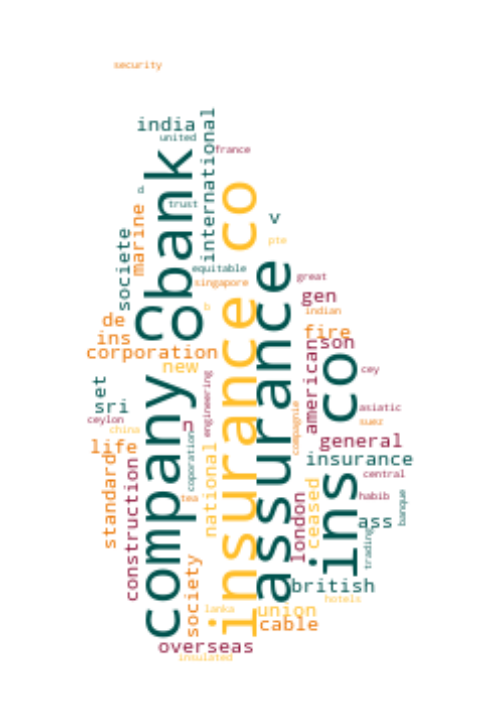 security
india
united
international
france
bank
a
trust
v
marine
societe
pte
equitable
singapore
great
gen
indian
b
insurance co
assurance co
company
de
ins
corporation
fire
son
american
new
cey
engineering
set
sri
ceylon
china
life
n
asiatic
suez
compagnie
general
insurance
central
ins co
standard
construction
coporation
national
tea
london
ceased
habib
ass
banque
trading
british
hotels
society
lanka
union
cable
overseas
insulated